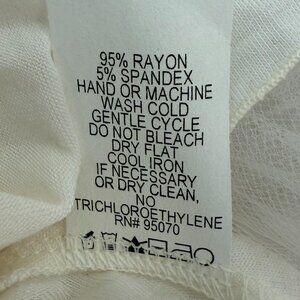 95% RAYON
5% SPANDEX
HAND OR MACHINE
WASH COLD
GENTLE CYCLE
DO NOT BLEACH
DRY FLAT
COOL IRON
IF NECESSARY
OR DRY CLEAN,
NO
TRICHLOROETHYLENE
RN# 95070